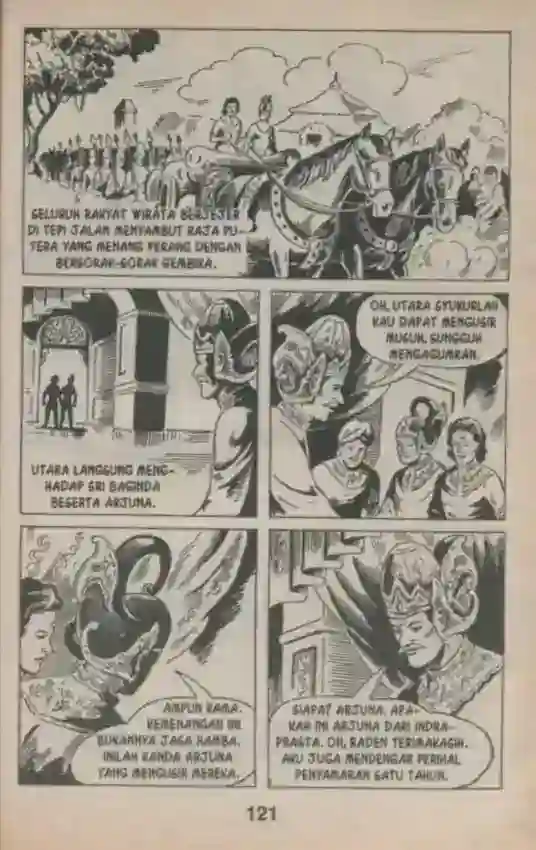 SELURUH RAKYAT WIRATA BERJEJER
DI TEPI JALAN MENYAMBUT RAJA PU-
TERA YANG MENANG PERANG DENGAN
BERSORAK-SORAK GEMBIRA.
UTARA LANGSUNG MENG-
HADAP SRI BAGINDA
BESERTA ARJUNA.
OH, UTARA SYUKURLAH
KAU DAPAT MENGUSIR
MUSUH, SUNGGUH
MENGAGUMKAN.
AMPUN RAMA.
KEMENANGAN INI
BUKANNYA JASA HAMBA.
INILAH KANDA ARJUNA
YANG MENGUSIR MEREKA.
SIAPA? ARJUNA. APA-
KAH INI ARJUNA DARI INDRA-
PRASTA. OH, RADEN TERIMAKASIH.
AKU JUGA MENDENGAR PERIHAL
PENYAMARAN SATU TAHUN.
121